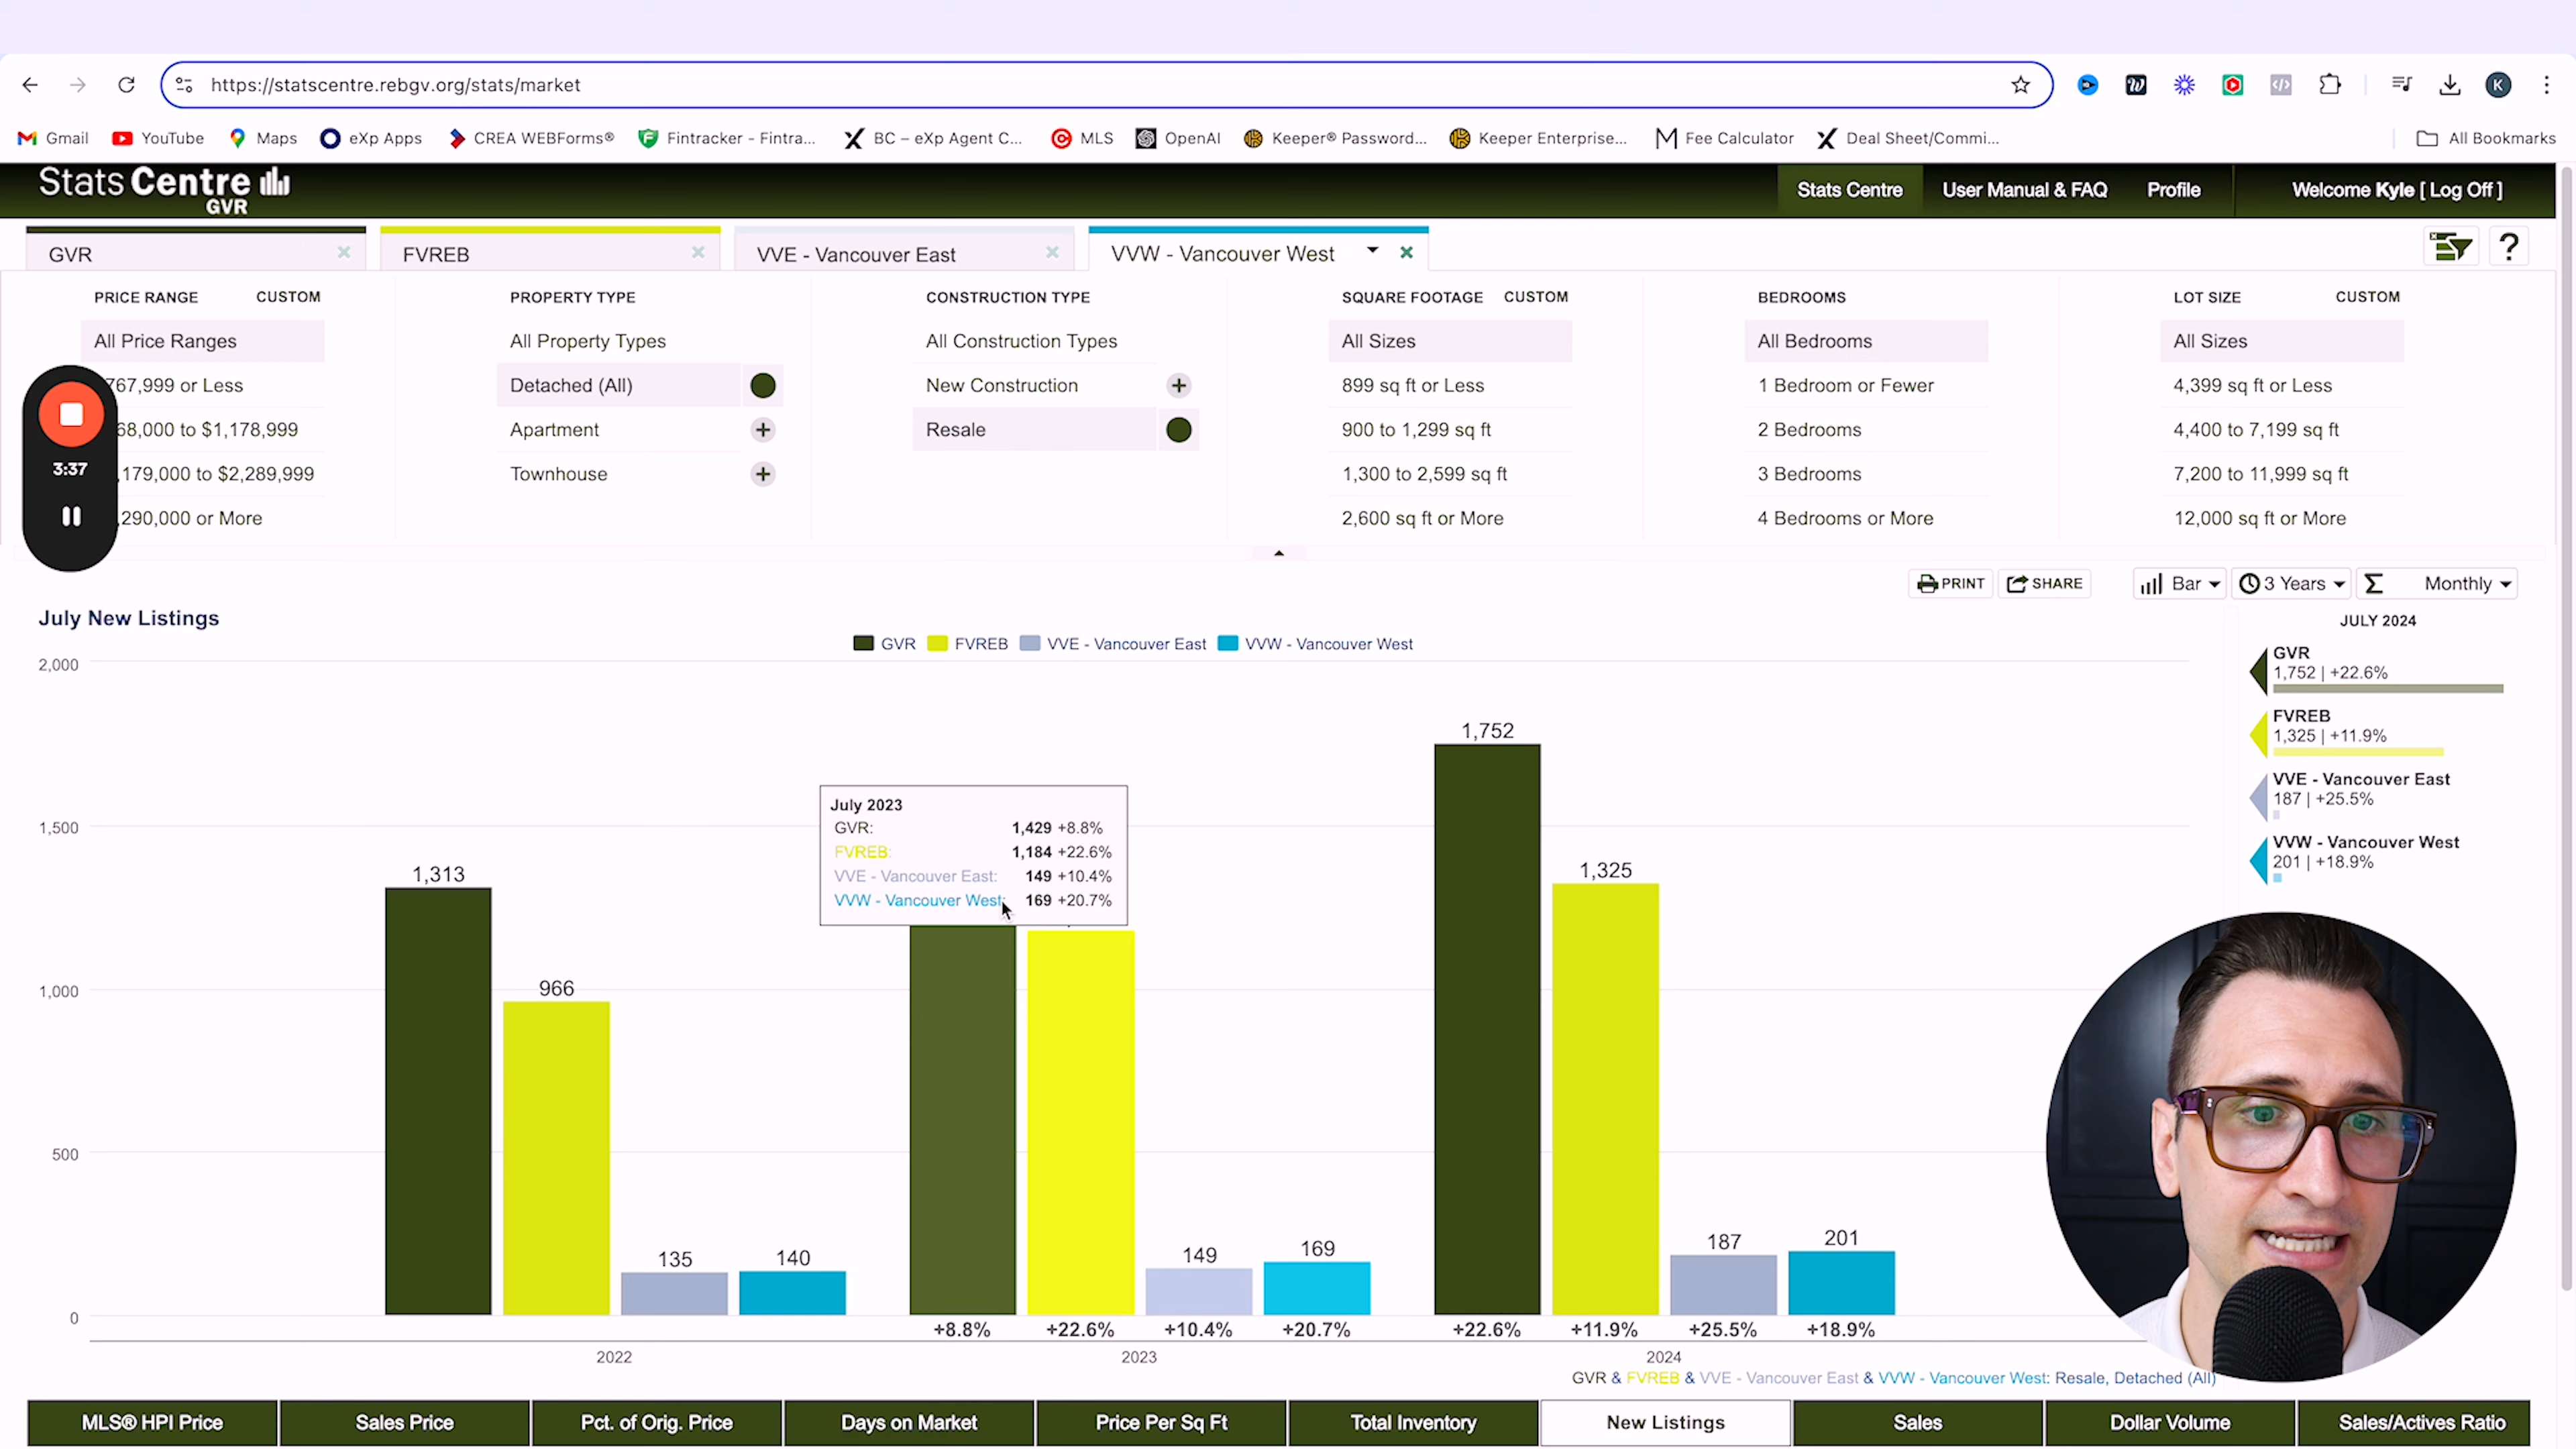 https://statscentre.rebgv.org/stats/market
K
Gmail YouTube Maps eXp Apps CREA WEBForms® Fintracker - Fintra... BC – eXp Agent C... MLS OpenAI Keeper® Password... Keeper Enterprise... Fee Calculator Deal Sheet/Commi... All Bookmarks
Stats Centre GVR
Stats Centre User Manual & FAQ Profile Welcome Kyle [ Log Off ]
GVR FVREB VVE - Vancouver East VVW - Vancouver West ?
PRICE RANGE CUSTOM PROPERTY TYPE CONSTRUCTION TYPE SQUARE FOOTAGE CUSTOM BEDROOMS LOT SIZE CUSTOM
All Price Ranges All Property Types All Construction Types All Sizes All Bedrooms All Sizes
767,999 or Less Detached (All) New Construction 899 sq ft or Less 1 Bedroom or Fewer 4,399 sq ft or Less
68,000 to $1,178,999 Apartment Resale 900 to 1,299 sq ft 2 Bedrooms 4,400 to 7,199 sq ft
3:37
,179,000 to $2,289,999 Townhouse 1,300 to 2,599 sq ft 3 Bedrooms 7,200 to 11,999 sq ft
,290,000 or More 2,600 sq ft or More 4 Bedrooms or More 12,000 sq ft or More
PRINT SHARE Bar 3 Years Σ Monthly
July New Listings
JULY 2024
GVR FVREB VVE - Vancouver East VVW - Vancouver West
GVR
1,752 | +22.6%
FVREB
1,325 | +11.9%
VVE - Vancouver East
187 | +25.5%
VVW - Vancouver West
201 | +18.9%
2,000
1,500
1,000
500
0
1,313
966
135
140
July 2023
GVR: 1,429 +8.8%
FVREB: 1,184 +22.6%
VVE - Vancouver East: 149 +10.4%
VVW - Vancouver West: 169 +20.7%
149
169
1,752
1,325
187
201
+8.8% +22.6% +10.4% +20.7% +22.6% +11.9% +25.5% +18.9%
2022 2023 2024
GVR & FVREB & VVE - Vancouver East & VVW - Vancouver West: Resale, Detached (All)
MLS® HPI Price Sales Price Pct. of Orig. Price Days on Market Price Per Sq Ft Total Inventory New Listings Sales Dollar Volume Sales/Actives Ratio